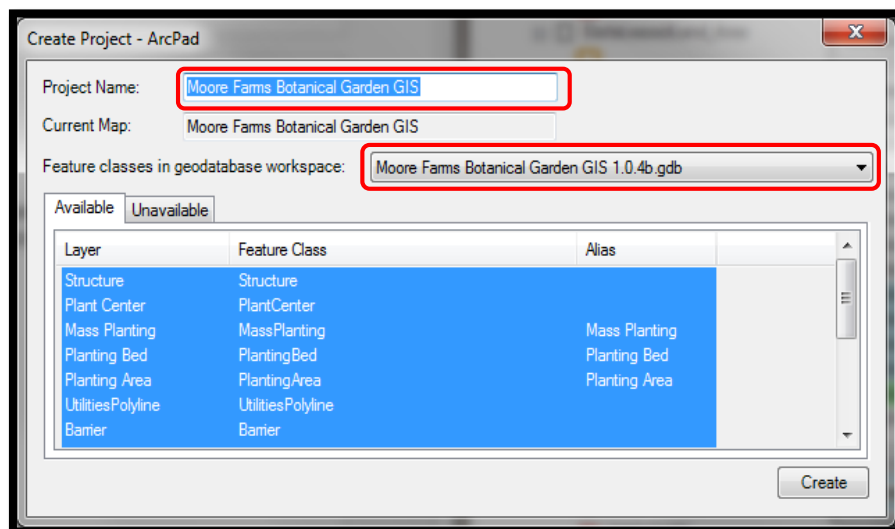 Create Project - ArcPad
Project Name: Moore Farms Botanical Garden GIS
Current Map: Moore Farms Botanical Garden GIS
Feature classes in geodatabase workspace: Moore Farms Botanical Garden GIS 1.0.4b.gdb
Available Unavailable
Layer Feature Class Alias
Structure Structure
Plant Center PlantCenter
Mass Planting MassPlanting Mass Planting
Planting Bed PlantingBed Planting Bed
Planting Area PlantingArea Planting Area
UtilitiesPolyline UtilitiesPolyline
Barrier Barrier
Create